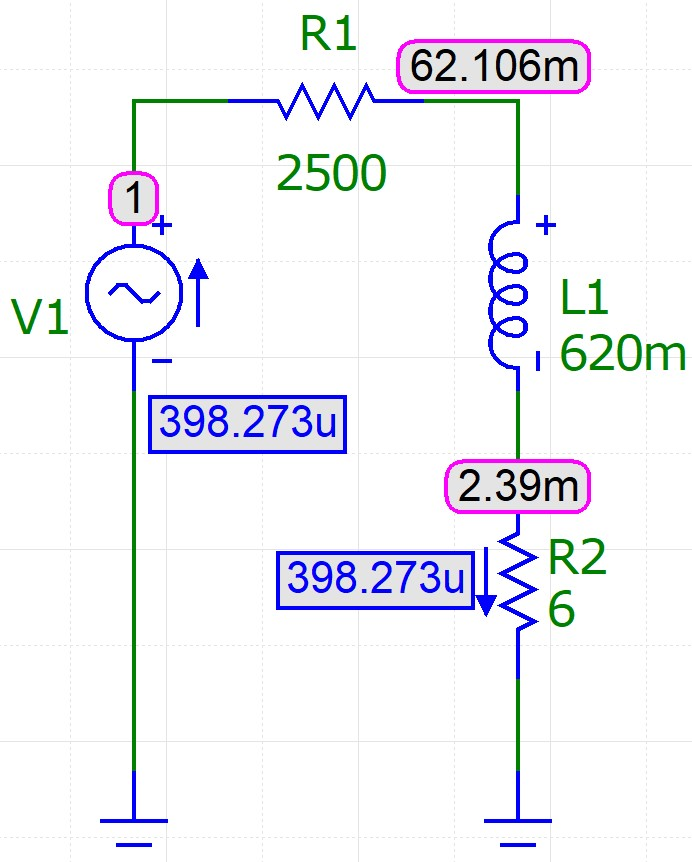 R1
62.106m
2500
1
+
+
V1
L1
620m
398.273u
2.39m
398.273u
R2
6